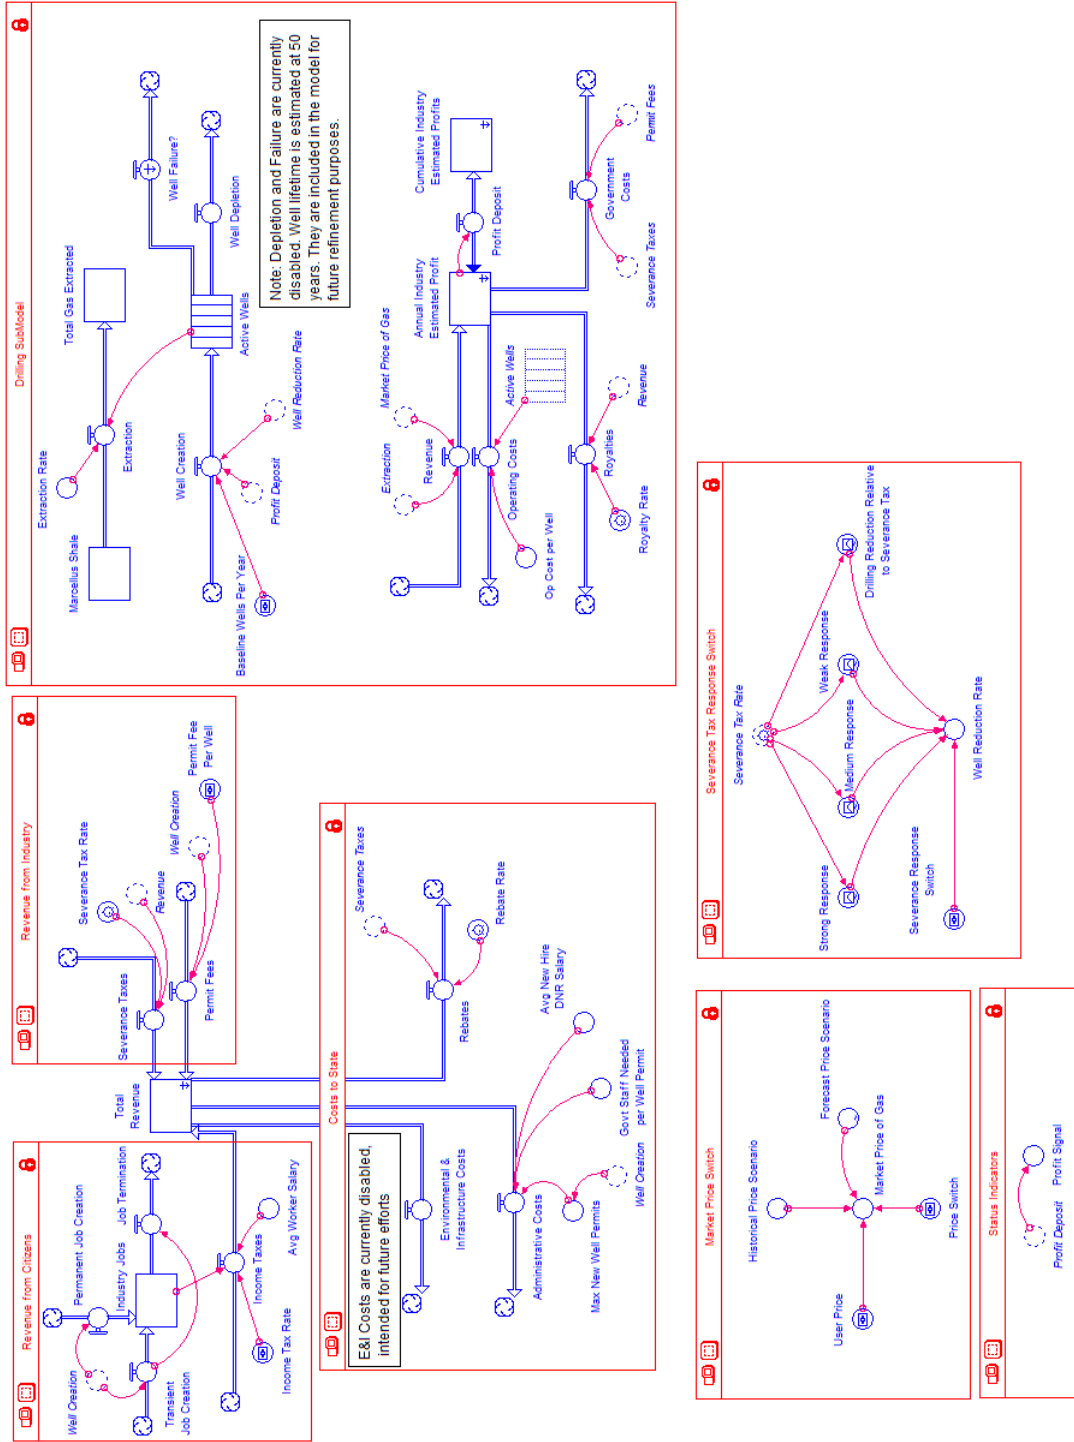 Drilling SubModel
Extraction Rate
Marcellus Shale
Extraction
Total Gas Extracted
Well Failure?
Well Creation
Baseline Wells Per Year
Profit Deposit
Well Reduction Rate
Active Wells
Well Depletion
Note: Depletion and Failure are currently
disabled. Well lifetime is estimated at 50
years. They are included in the model for
future refinement purposes.
Extraction
Market Price of Gas
Revenue
Annual Industry
Estimated Profit
Cumulative Industry
Estimated Profits
Profit Deposit
Operating Costs
Active Wells
Op Cost per Well
Government
Costs
Severance Taxes
Permit Fees
Royalties
Royalty Rate
Revenue
Revenue from Industry
Severance Tax Rate
Revenue
Severance Taxes
Well Creation
Permit Fee
Per Well
Permit Fees
Total
Revenue
Revenue from Citizens
Well Creation
Permanent Job Creation
Industry Jobs
Job Termination
Transient
Job Creation
Income Taxes
Income Tax Rate
Avg Worker Salary
Costs to State
E&I Costs are currently disabled,
intended for future efforts
Severance Taxes
Rebates
Rebate Rate
Environmental &
Infrastructure Costs
Administrative Costs
Avg New Hire
DNR Salary
Govt Staff Needed
per Well Permit
Max New Well Permits
Well Creation
Severance Tax Response Switch
Severance Tax Rate
Strong Response
Medium Response
Weak Response
Drilling Reduction Relative
to Severance Tax
Severance Response
Switch
Well Reduction Rate
Market Price Switch
Historical Price Scenario
Forecast Price Scenario
User Price
Market Price of Gas
Price Switch
Status Indicators
Profit Deposit
Profit Signal